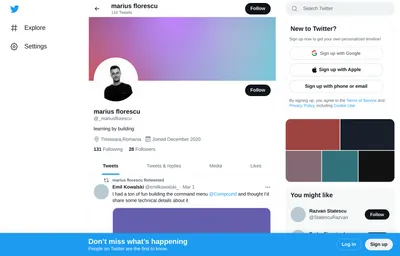 Explore
Settings
marius florescu
110 Tweets
Follow
Follow
marius florescu
@_mariusflorescu
learning by building
Timisoara,Romania Joined December 2020
131 Following 28 Followers
Tweets Tweets & replies Media Likes
marius florescu Retweeted
Emil Kowalski @emilkowalski_ · Mar 1
I had a ton of fun building the command menu @Compound and thought I'd
share some technical details about it
Search Twitter
New to Twitter?
Sign up now to get your own personalized timeline!
Sign up with Google
Sign up with Apple
Sign up with phone or email
By signing up, you agree to the Terms of Service and
Privacy Policy, including Cookie Use.
You might like
Razvan Statescu
@StatescuRazvan
Follow
Don't miss what's happening
People on Twitter are the first to know.
Log in
Sign up